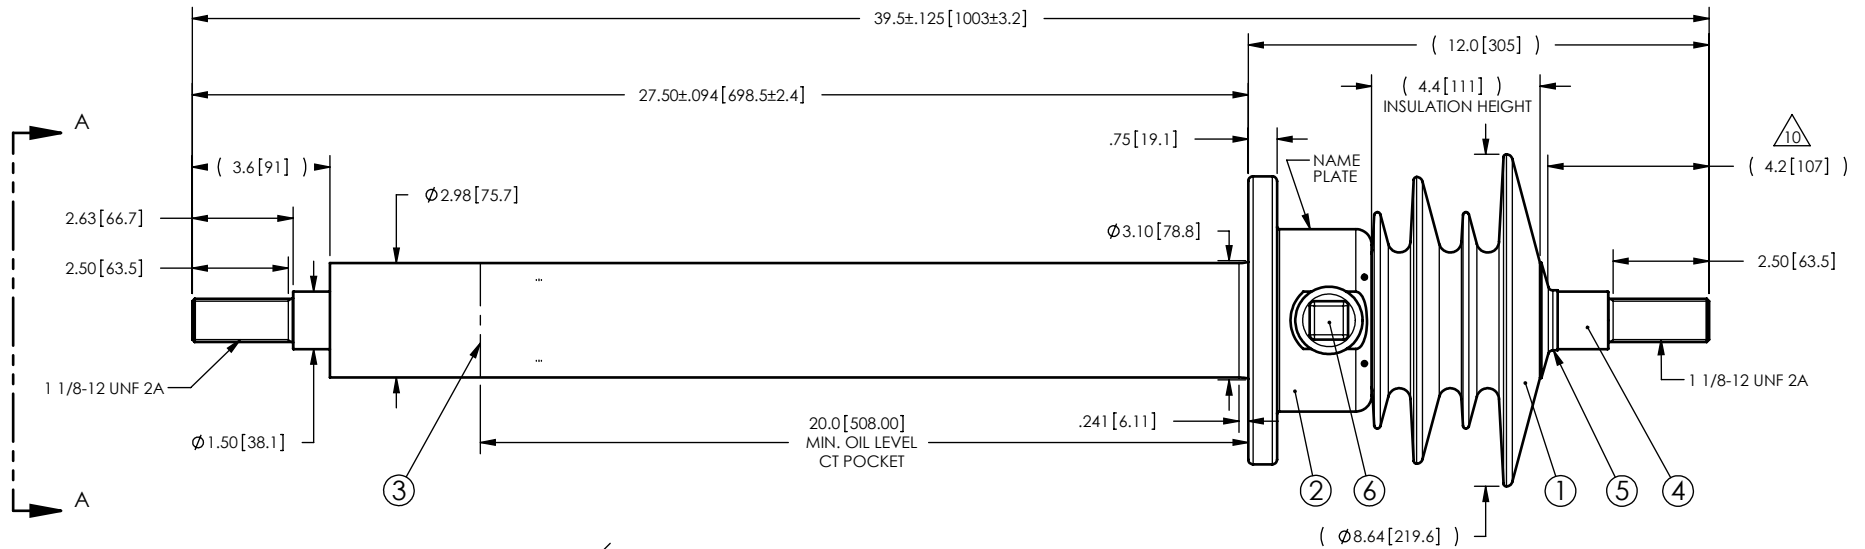 39.5±.125 [1003±3.2]
( 12.0 [305] )
27.50±.094 [698.5±2.4]
( 4.4 [111] )
INSULATION HEIGHT
A
.75 [19.1]
10
NAME
PLATE
( 3.6 [91] )
( 4.2 [107] )
Ø 2.98 [75.7]
2.63 [66.7]
Ø 3.10 [78.8]
2.50 [63.5]
2.50 [63.5]
1 1/8-12 UNF 2A
1 1/8-12 UNF 2A
Ø 1.50 [38.1]
20.0 [508.00]
MIN. OIL LEVEL
CT POCKET
.241 [6.11]
A
3
2
6
1
5
4
( Ø 8.64 [219.6] )